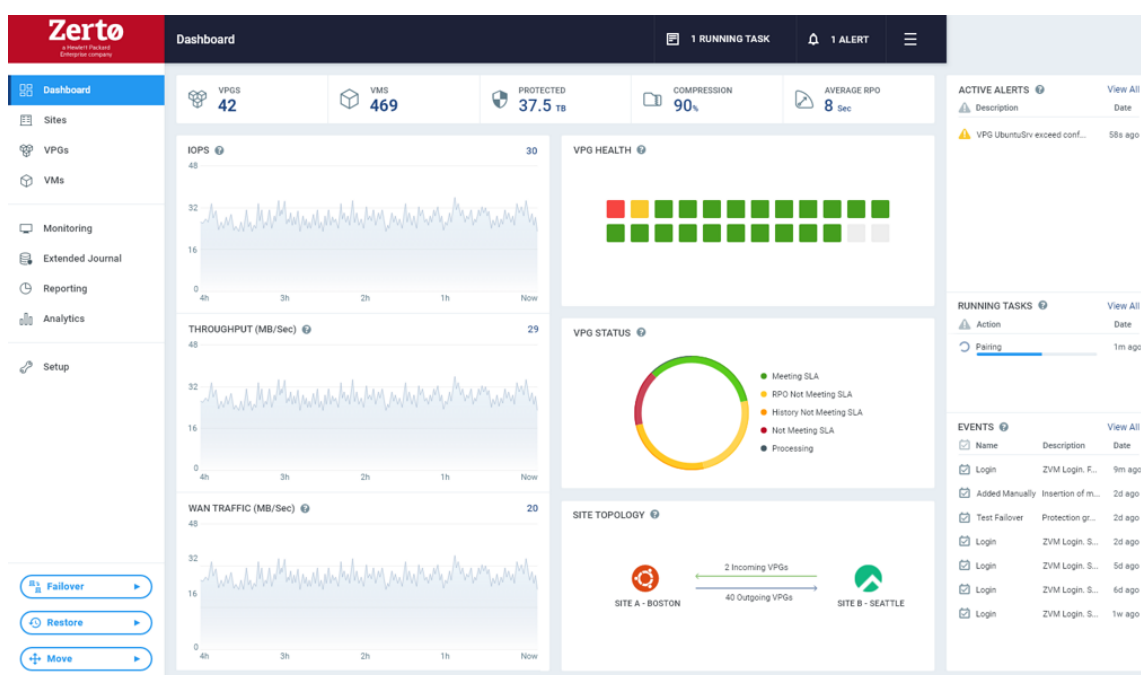 Zerto
a Hewlett Packard
Enterprise company
Dashboard
1 RUNNING TASK
1 ALERT
Dashboard
Sites
VPGs
VMs
Monitoring
Extended Journal
Reporting
Analytics
Setup
Failover
Restore
Move
VPGS
42
VMS
469
PROTECTED
37.5 TB
COMPRESSION
90%
AVERAGE RPO
8 Sec
IOPS
30
48
32
16
0
4h 3h 2h 1h Now
THROUGHPUT (MB/Sec)
29
48
32
16
0
4h 3h 2h 1h Now
WAN TRAFFIC (MB/Sec)
20
48
32
16
0
4h 3h 2h 1h Now
VPG HEALTH
VPG STATUS
Meeting SLA
RPO Not Meeting SLA
History Not Meeting SLA
Not Meeting SLA
Processing
SITE TOPOLOGY
2 Incoming VPGs
40 Outgoing VPGs
SITE A - BOSTON
SITE B - SEATTLE
ACTIVE ALERTS View All
Description Date
VPG UbuntuSrv exceed conf... 58s ago
RUNNING TASKS View All
Action Date
Pairing 1m ago
EVENTS View All
Name Description Date
Login ZVM Login. F... 9m ago
Added Manually Insertion of m... 2d ago
Test Failover Protection gr... 2d ago
Login ZVM Login. S... 2d ago
Login ZVM Login. S... 5d ago
Login ZVM Login. S... 6d ago
Login ZVM Login. S... 1w ago